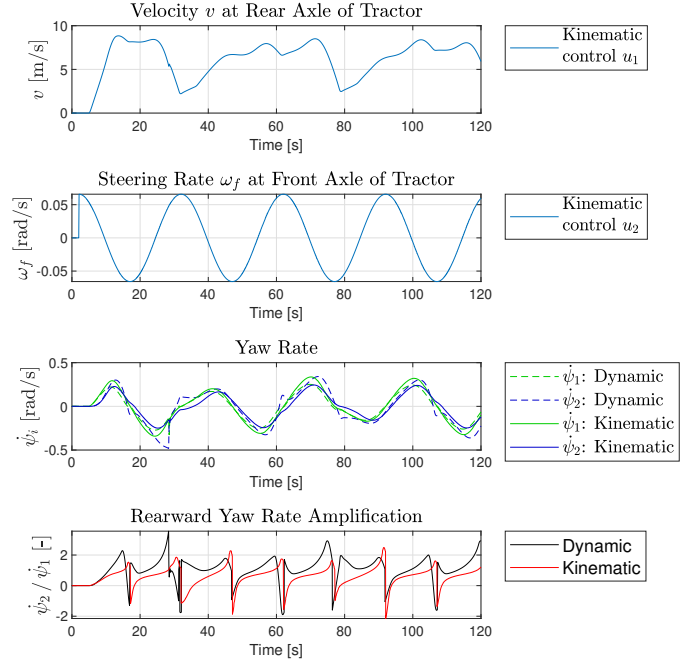 Velocity v at Rear Axle of Tractor
10
5
0
v [m/s]
0 20 40 60 80 100 120
Time [s]
Kinematic
control u₁
Steering Rate ω_f at Front Axle of Tractor
0.05
0
-0.05
ω_f [rad/s]
0 20 40 60 80 100 120
Time [s]
Kinematic
control u₂
Yaw Rate
0.5
0
-0.5
ψ̇_i [rad/s]
0 20 40 60 80 100 120
Time [s]
ψ̇₁: Dynamic
ψ̇₂: Dynamic
ψ̇₁: Kinematic
ψ̇₂: Kinematic
Rearward Yaw Rate Amplification
2
0
-2
ψ̇₂ / ψ̇₁ [-]
0 20 40 60 80 100 120
Time [s]
Dynamic
Kinematic